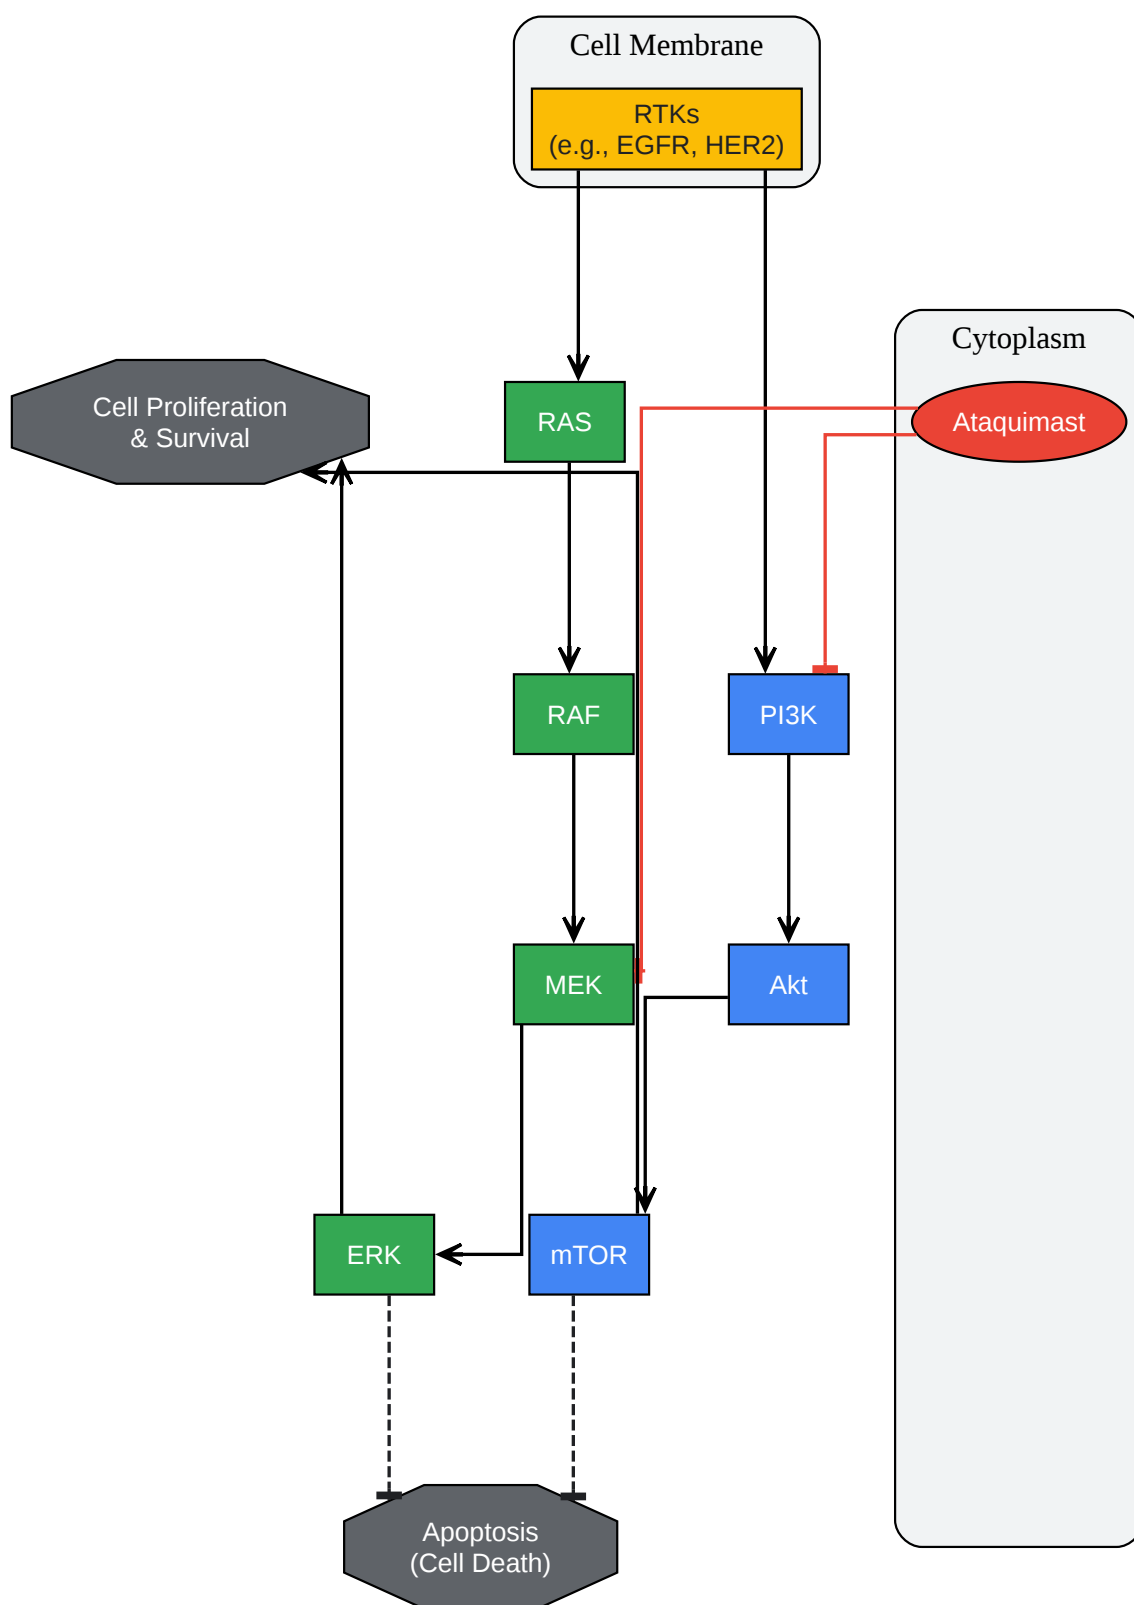 Cell Membrane
RTKs
(e.g., EGFR, HER2)
Cytoplasm
Cell Proliferation
& Survival
RAS
Ataquimast
RAF
PI3K
MEK
Akt
ERK
mTOR
Apoptosis
(Cell Death)